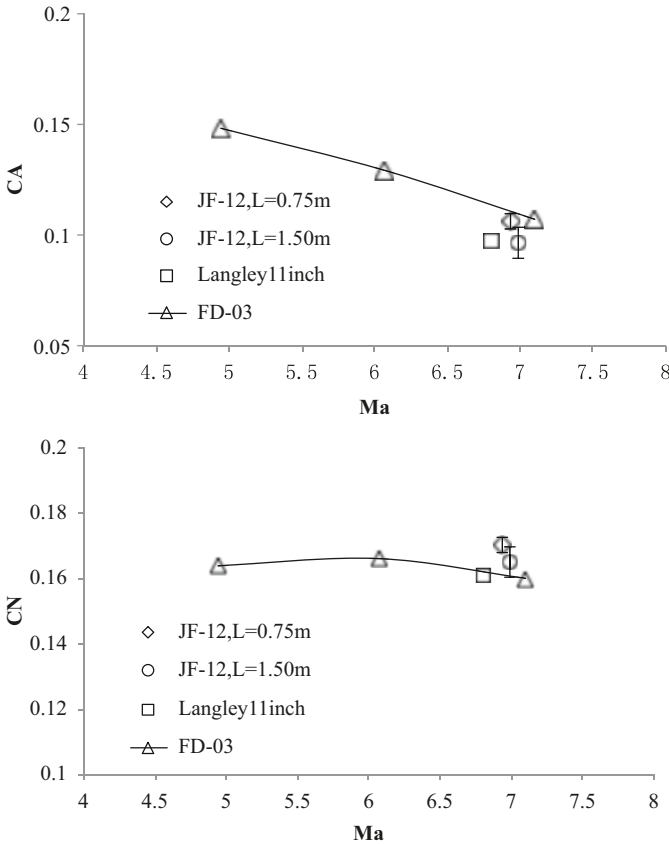 0.2
0.15
0.1
0.05
CA
JF-12,L=0.75m
JF-12,L=1.50m
Langley11inch
FD-03
4 4.5 5 5.5 6 6.5 7 7.5 8
Ma
0.2
0.18
0.16
0.14
0.12
0.1
CN
JF-12,L=0.75m
JF-12,L=1.50m
Langley11inch
FD-03
4 4.5 5 5.5 6 6.5 7 7.5 8
Ma